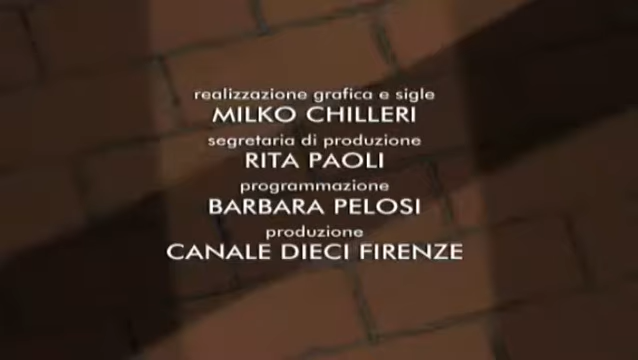 realizzazione grafica e sigle
MILKO CHILLERI
segretaria di produzione
RITA PAOLI
programmazione
BARBARA PELOSI
produzione
CANALE DIECI FIRENZE